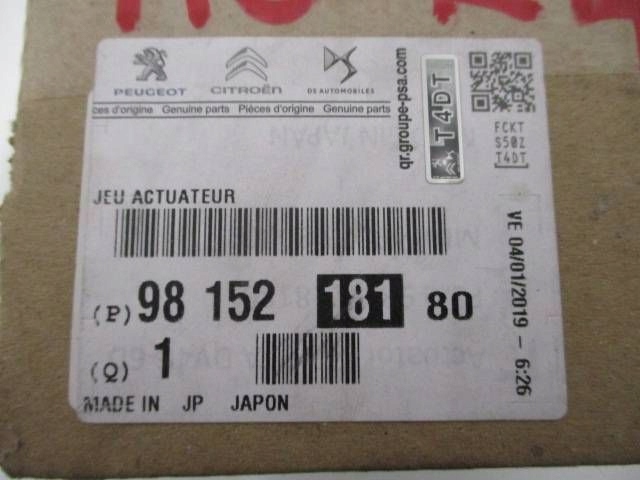 PEUGEOT CITROËN DS AUTOMOBILES
ces d'origine Genuine parts Pièces d'origine Genuine parts
qr.groupe-psa.com
T4DT
FCKT
S50Z
T4DT
JEU ACTUATEUR
(P) 98 152 181 80
(Q) 1
MADE IN JP JAPON
VE 04/01/2019 - 6:26